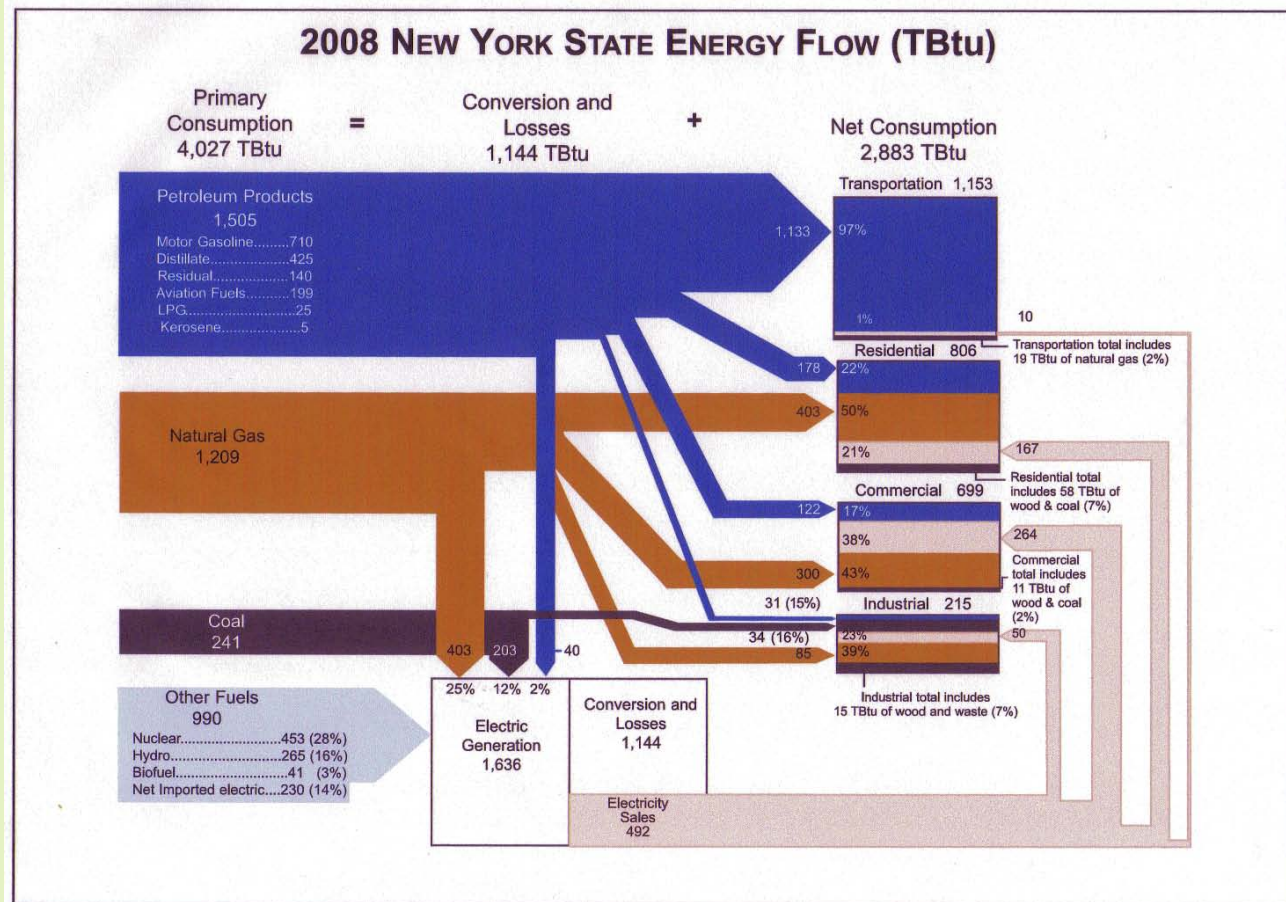 2008 NEW YORK STATE ENERGY FLOW (TBtu)
Primary
Consumption
4,027 TBtu
=
Conversion and
Losses
1,144 TBtu
+
Net Consumption
2,883 TBtu
Petroleum Products
1,505
Motor Gasoline.........710
Distillate....................425
Residual...................140
Aviation Fuels..........199
LPG............................25
Kerosene.....................5
1,133
Transportation 1,153
97%
1%
10
Transportation total includes
19 TBtu of natural gas (2%)
Residential 806
178
22%
403
50%
21%
167
Residential total
includes 58 TBtu of
wood & coal (7%)
Natural Gas
1,209
Commercial 699
122
17%
38%
264
300
43%
Commercial
total includes
11 TBtu of
wood & coal
(2%)
31 (15%)
Industrial 215
34 (16%)
23%
50
85
39%
Industrial total includes
15 TBtu of wood and waste (7%)
Coal
241
403
203
40
25%
12%
2%
Other Fuels
990
Nuclear.........................453 (28%)
Hydro............................265 (16%)
Biofuel...........................41 (3%)
Net Imported electric....230 (14%)
Electric
Generation
1,636
Conversion and
Losses
1,144
Electricity
Sales
492